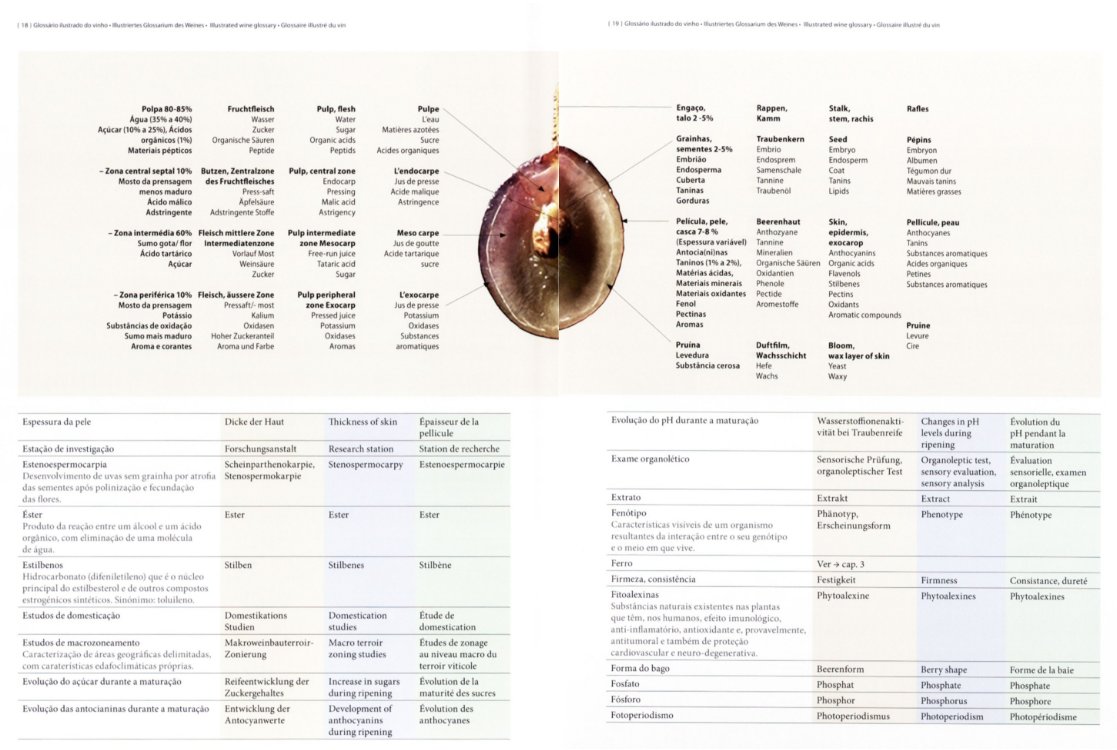 | 18 | Glossário ilustrado do vinho • Illustriertes Glossarium des Weines • Illustrated wine glossary • Glossaire illustré du vin
Polpa 80-85%
Água (35% a 40%)
Açúcar (10% a 25%), Ácidos
orgânicos (1%)
Materiais pépticos
Fruchtfleisch
Wasser
Zucker
Organische Säuren
Peptide
Pulp, flesh
Water
Sugar
Organic acids
Peptids
Pulpe
L'eau
Matières azotées
Sucre
Acides organiques
– Zona central septal 10%
Mosto da prensagem
menos maduro
Ácido málico
Adstringente
Butzen, Zentralzone
des Fruchtfleisches
Press-saft
Äpfelsäure
Adstringente Stoffe
Pulp, central zone
Endocarp
Pressing
Malic acid
Astrigency
L'endocarpe
Jus de presse
Acide malique
Astringence
– Zona intermédia 60%
Sumo gota/ flor
Ácido tartárico
Açúcar
Fleisch mittlere Zone
Intermediatenzone
Vorlauf Most
Weinsäure
Zucker
Pulp intermediate
zone Mesocarp
Free-run juice
Tataric acid
Sugar
Meso carpe
Jus de goutte
Acide tartarique
sucre
– Zona periférica 10%
Mosto da prensagem
Potássio
Substâncias de oxidação
Sumo mais maduro
Aroma e corantes
Fleisch, äussere Zone
Pressaft/- most
Kalium
Oxidasen
Hoher Zuckeranteil
Aroma und Farbe
Pulp peripheral
zone Exocarp
Pressed juice
Potassium
Oxidases
Aromas
L'exocarpe
Jus de presse
Potassium
Oxidases
Substances
aromatiques
Espessura da pele
Dicke der Haut
Thickness of skin
Épaisseur de la
pellicule
Estação de investigação
Forschungsanstalt
Research station
Station de recherche
Estenoespermocarpia
Desenvolvimento de uvas sem grainha por atrofia
das sementes após polinização e fecundação
das flores.
Scheinparthenokarpie,
Stenospermokarpie
Stenospermocarpy
Estenoespermocarpie
Éster
Produto da reação entre um álcool e um ácido
orgânico, com eliminação de uma molécula
de água.
Ester
Ester
Ester
Estilbenos
Hidrocarbonato (difeniletileno) que é o núcleo
principal do estilbesterol e de outros compostos
estrogénicos sintéticos. Sinónimo: toluileno.
Stilben
Stilbenes
Stilbène
Estudos de domesticação
Domestikations
Studien
Domestication
studies
Étude de
domestication
Estudos de macrozoneamento
Caracterização de áreas geográficas delimitadas,
com caraterísticas edafoclimáticas próprias.
Makroweinbauterroir-
Zonierung
Macro terroir
zoning studies
Études de zonage
au niveau macro du
terroir viticole
Evolução do açúcar durante a maturação
Reifeentwicklung der
Zuckergehaltes
Increase in sugars
during ripening
Évolution de la
maturité des sucres
Evolução das antocianinas durante a maturação
Entwicklung der
Antocyanwerte
Development of
anthocyanins
during ripening
Évolution des
anthocyanes
| 19 | Glossário ilustrado do vinho • Illustriertes Glossarium des Weines • Illustrated wine glossary • Glossaire illustré du vin
Engaço,
talo 2 -5%
Rappen,
Kamm
Stalk,
stem, rachis
Rafles
Grainhas,
sementes 2-5%
Embrião
Endosperma
Cuberta
Taninas
Gorduras
Traubenkern
Embrio
Endosprem
Samenschale
Tannine
Traubenöl
Seed
Embryo
Endosperm
Coat
Tanins
Lipids
Pépins
Embryon
Albumen
Tégumon dur
Mauvais tanins
Matières grasses
Película, pele,
casca 7-8 %
(Espessura variável)
Antocia(ni)nas
Taninos (1% a 2%),
Matérias ácidas,
Materiais minerais
Materiais oxidantes
Fenol
Pectinas
Aromas
Beerenhaut
Anthozyane
Tannine
Mineralien
Organische Säüren
Oxidantien
Phenole
Pectide
Aromestoffe
Skin,
epidermis,
exocarop
Anthocyanins
Organic acids
Flavenols
Stilbenes
Pectins
Oxidants
Aromatic compounds
Pellicule, peau
Anthocyanes
Tanins
Substances aromatiques
Acides organiques
Petines
Substances aromatiques
Pruina
Levedura
Substância cerosa
Duftfilm,
Wachsschicht
Hefe
Wachs
Bloom,
wax layer of skin
Yeast
Waxy
Pruine
Levure
Cire
Evolução do pH durante a maturação
Wasserstoffionenakti-
vität bei Traubenreife
Changes in pH
levels during
ripening
Évolution du
pH pendant la
maturation
Exame organolético
Sensorische Prüfung,
organoleptischer Test
Organoleptic test,
sensory evaluation,
sensory analysis
Évaluation
sensorielle, examen
organoleptique
Extrato
Extrakt
Extract
Extrait
Fenótipo
Características visíveis de um organismo
resultantes da interação entre o seu genótipo
e o meio em que vive.
Phänotyp,
Erscheinungsform
Phenotype
Phénotype
Ferro
Ver → cap. 3
Firmeza, consistência
Festigkeit
Firmness
Consistance, dureté
Fitoalexinas
Substâncias naturais existentes nas plantas
que têm, nos humanos, efeito imunológico,
anti-inflamatório, antioxidante e, provavelmente,
antitumoral e também de proteção
cardiovascular e neuro-degenerativa.
Phytoalexine
Phytoalexines
Phytoalexines
Forma do bago
Beerenform
Berry shape
Forme de la baie
Fosfato
Phosphat
Phosphate
Phosphate
Fósforo
Phosphor
Phosphorus
Phosphore
Fotoperiodismo
Photoperiodismus
Photoperiodism
Photopériodisme